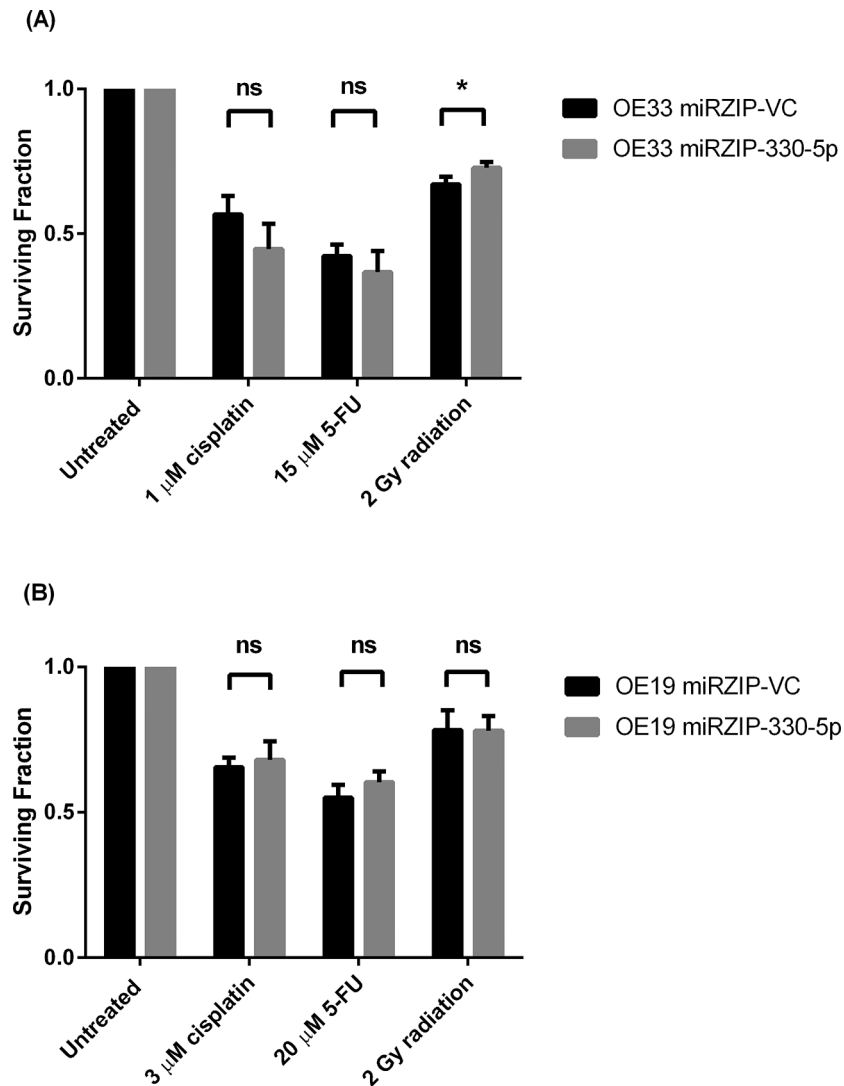 (A)
ns
ns
*
1.0
0.5
0.0
Surviving Fraction
OE33 miRZIP-VC
OE33 miRZIP-330-5p
Untreated
1 μM cisplatin
15 μM 5-FU
2 Gy radiation
(B)
ns
ns
ns
1.0
0.5
0.0
Surviving Fraction
OE19 miRZIP-VC
OE19 miRZIP-330-5p
Untreated
3 μM cisplatin
20 μM 5-FU
2 Gy radiation